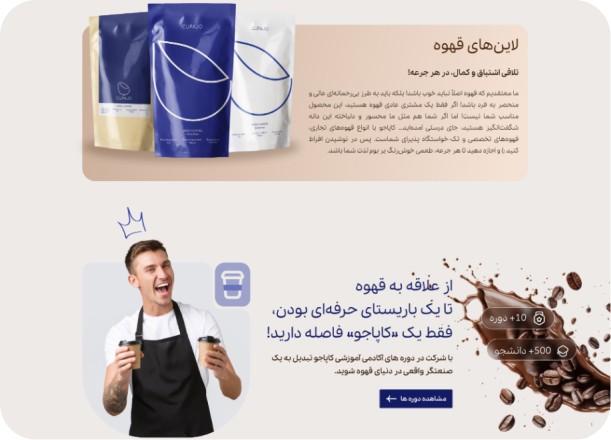 لاین‌های قهوه
تلاقی اشتیاق و کمال، در هر جرعه!
ما معتقدیم که قهوه اصلاً نباید خوب باشد! بلکه باید به طرز بی‌رحمانه‌ای عالی و
منحصر به فرد باشد! اگر فقط یک مشتری عادی قهوه هستید، این محصول
مناسب شما نیست! اما اگر شما هم مثل ما محسور و دلباخته این دانه
شگفت‌انگیز هستید، جای درستی آمده‌اید... کاپاجو با انواع قهوه‌های تجاری،
قهوه‌های تخصصی و تک خواستگاه پذیرای شماست. پس در نوشیدن افراط
کنید را و اجازه دهید تا هر جرعه، طعمی خوش‌رنگ بر بوم لذت شما باشد.
CUPAJO
CUPAJO
CUPAJO
از علاقه به قهوه
تا یک باریستای حرفه‌ای بودن،
فقط یک «کاپاجو» فاصله دارید!
با شرکت در دوره های آکادمی آموزشی کاپاجو تبدیل به یک
صنعتگر واقعی در دنیای قهوه شوید.
مشاهده دوره ها
10+ دوره
500+ دانشجو